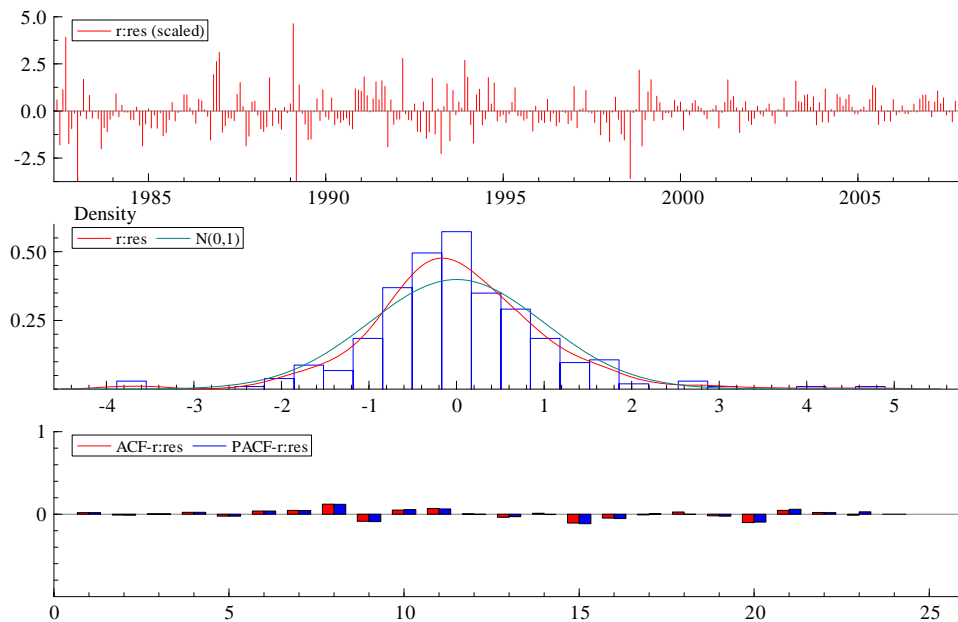 5.0
r:res (scaled)
2.5
0.0
-2.5
1985 1990 1995 2000 2005
Density
r:res N(0,1)
0.50
0.25
-4 -3 -2 -1 0 1 2 3 4 5
1
ACF-r:res PACF-r:res
0
0 5 10 15 20 25